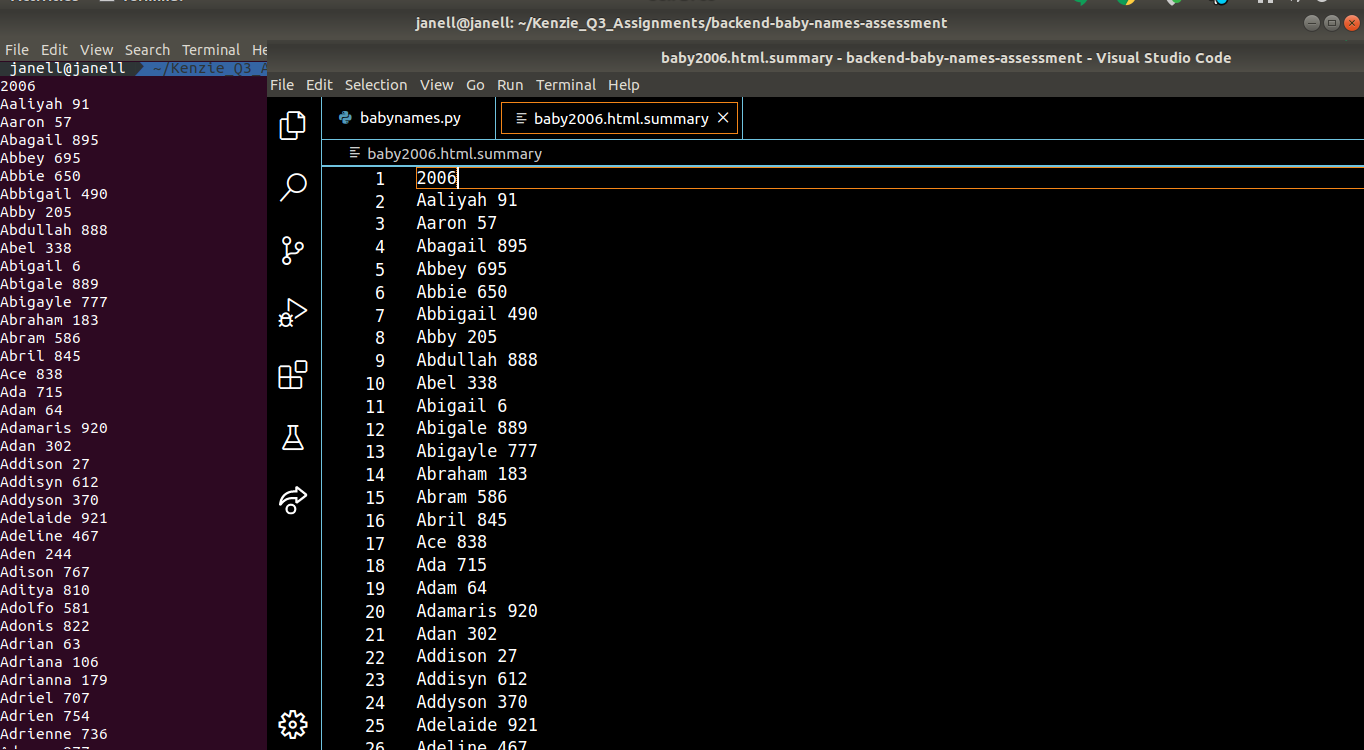 janell@janell: ~/Kenzie_Q3_Assignments/backend-baby-names-assessment
File Edit View Search Terminal He
janell@janell ~/Kenzie_Q3_A
2006
Aaliyah 91
Aaron 57
Abagail 895
Abbey 695
Abbie 650
Abbigail 490
Abby 205
Abdullah 888
Abel 338
Abigail 6
Abigale 889
Abigayle 777
Abraham 183
Abram 586
Abril 845
Ace 838
Ada 715
Adam 64
Adamaris 920
Adan 302
Addison 27
Addisyn 612
Addyson 370
Adelaide 921
Adeline 467
Aden 244
Adison 767
Aditya 810
Adolfo 581
Adonis 822
Adrian 63
Adriana 106
Adrianna 179
Adriel 707
Adrien 754
Adrienne 736
baby2006.html.summary - backend-baby-names-assessment - Visual Studio Code
File Edit Selection View Go Run Terminal Help
babynames.py baby2006.html.summary
baby2006.html.summary
1 2006
2 Aaliyah 91
3 Aaron 57
4 Abagail 895
5 Abbey 695
6 Abbie 650
7 Abbigail 490
8 Abby 205
9 Abdullah 888
10 Abel 338
11 Abigail 6
12 Abigale 889
13 Abigayle 777
14 Abraham 183
15 Abram 586
16 Abril 845
17 Ace 838
18 Ada 715
19 Adam 64
20 Adamaris 920
21 Adan 302
22 Addison 27
23 Addisyn 612
24 Addyson 370
25 Adelaide 921
26 Adeline 467